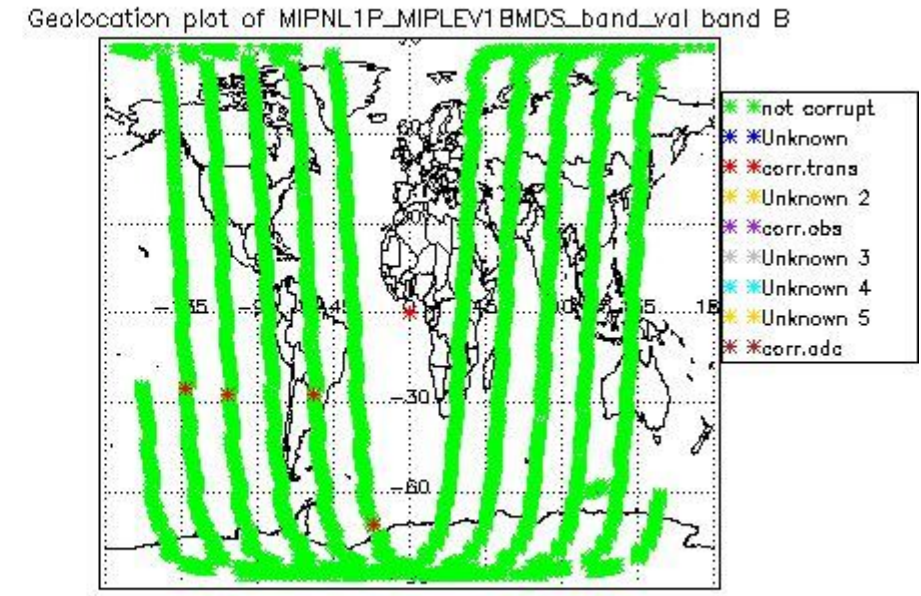 Geolocation plot of MIPNL1P_MIPLEV1BMDS_band_val band B
60
-30
-60
not corrupt
Unknown
corr.trans
Unknown 2
corr.obs
Unknown 3
Unknown 4
Unknown 5
corr.adc